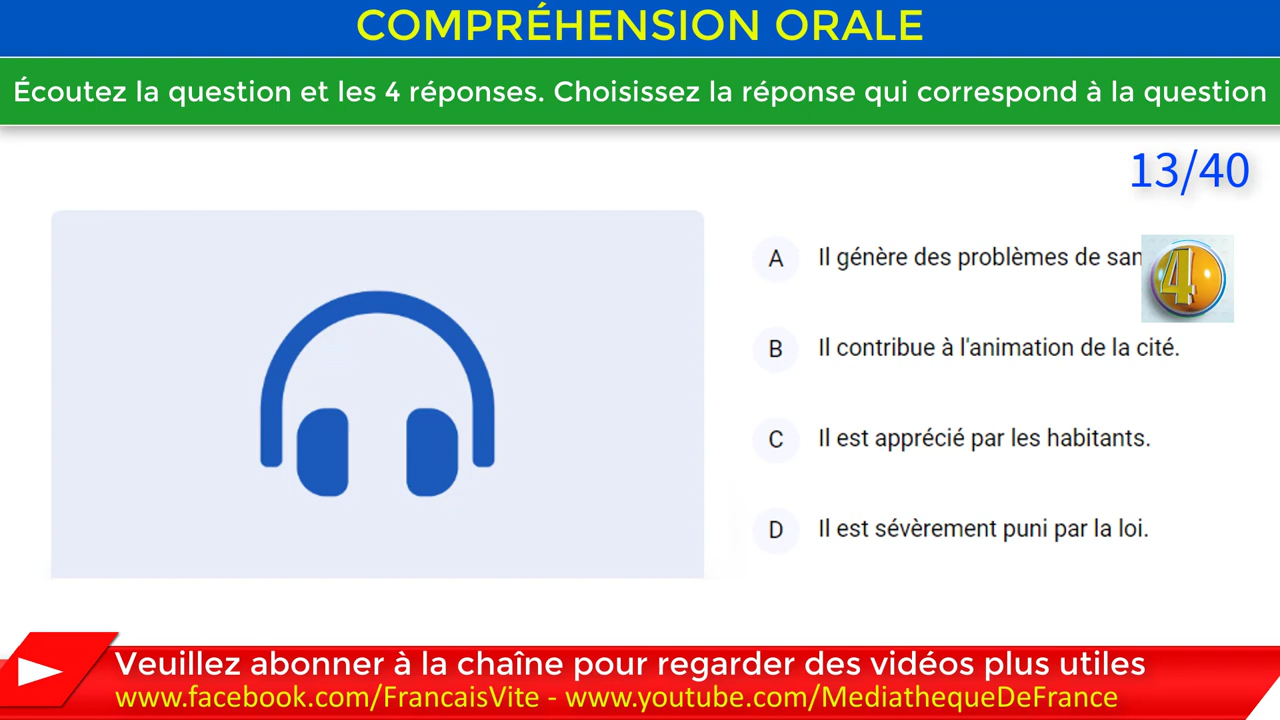 COMPRÉHENSION ORALE
Écoutez la question et les 4 réponses. Choisissez la réponse qui correspond à la question
13/40
A Il génère des problèmes de
4
B Il contribue à l'animation de la cité.
C Il est apprécié par les habitants.
D Il est sévèrement puni par la loi.
Veuillez abonner à la chaîne pour regarder des vidéos plus utiles
www.facebook.com/FrancaisVite - www.youtube.com/MediathequeDeFrance